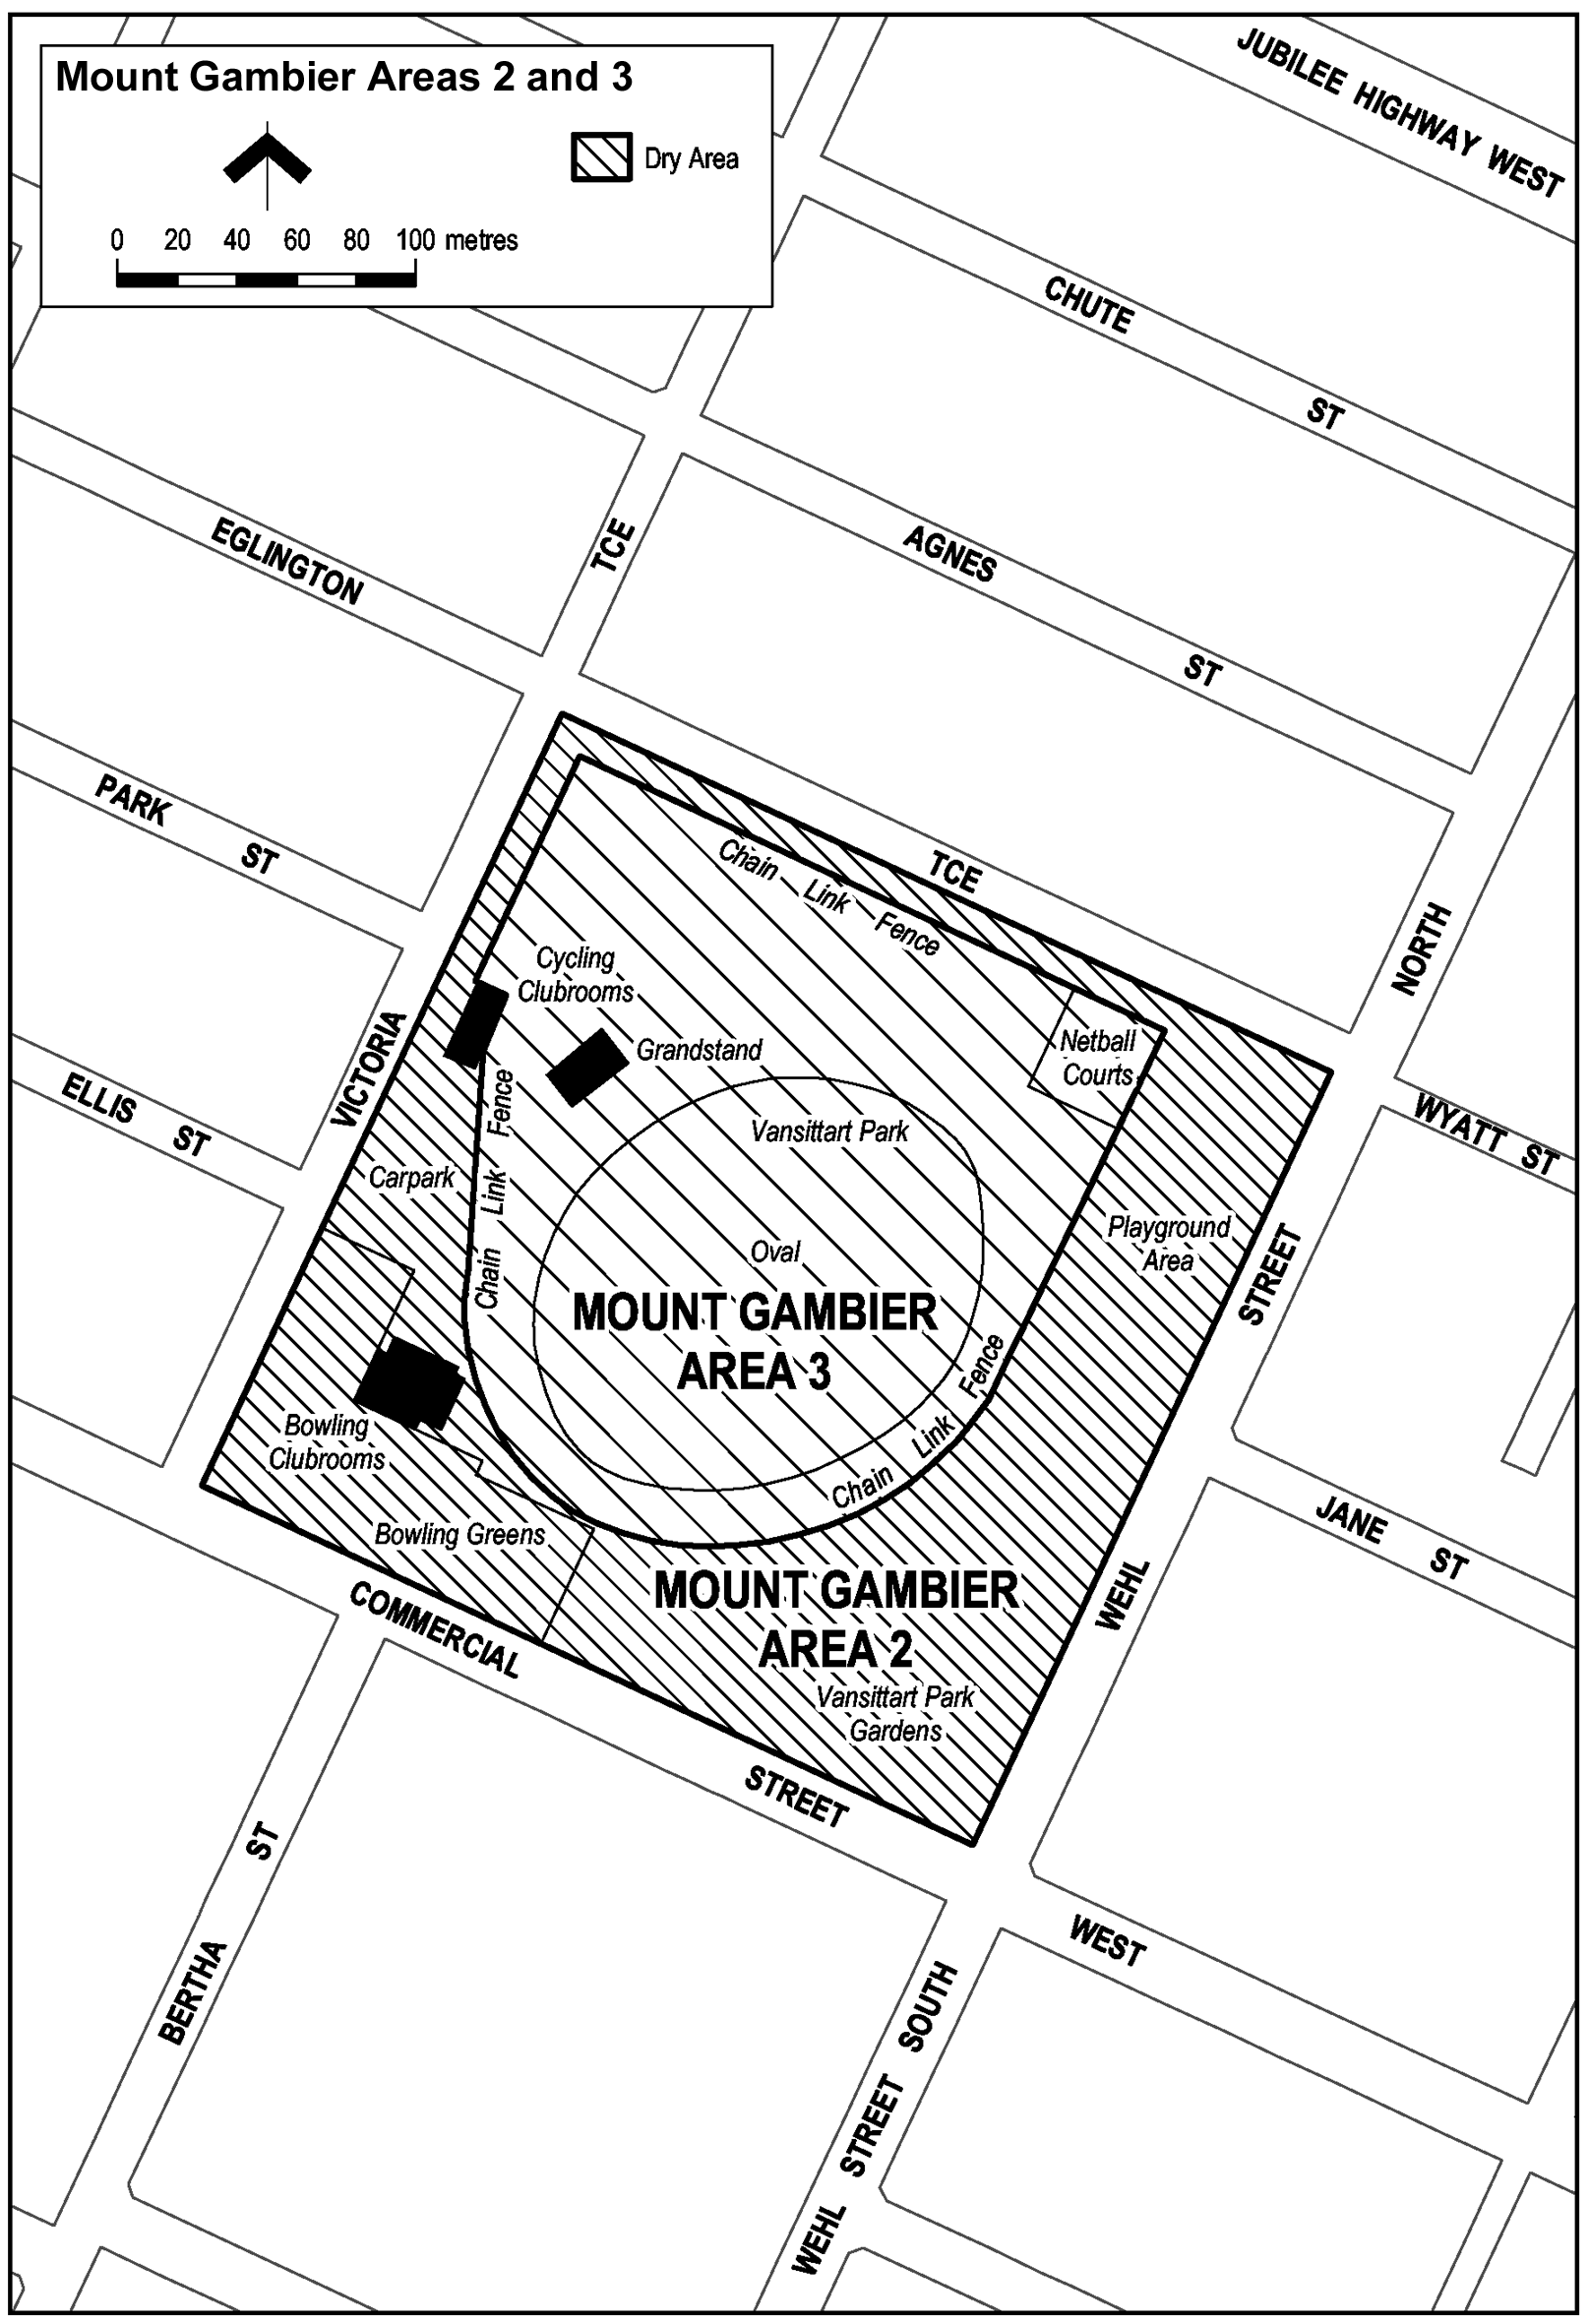 Mount Gambier Areas 2 and 3
Dry Area
0 20 40 60 80 100 metres
JUBILEE HIGHWAY WEST
CHUTE ST
AGNES ST
EGLINGTON TCE
TCE
PARK ST
ELLIS ST
VICTORIA
NORTH
WYATT ST
Chain Link Fence
Cycling
Clubrooms
Grandstand
Netball
Courts
Vansittart Park
Chain Link Fence
Carpark
Playground
Area
Oval
MOUNT GAMBIER
AREA 3
Chain Link Fence
Bowling
Clubrooms
Bowling Greens
MOUNT GAMBIER
AREA 2
Vansittart Park
Gardens
WEHL STREET
JANE ST
COMMERCIAL STREET WEST
BERTHA ST
WEHL STREET SOUTH